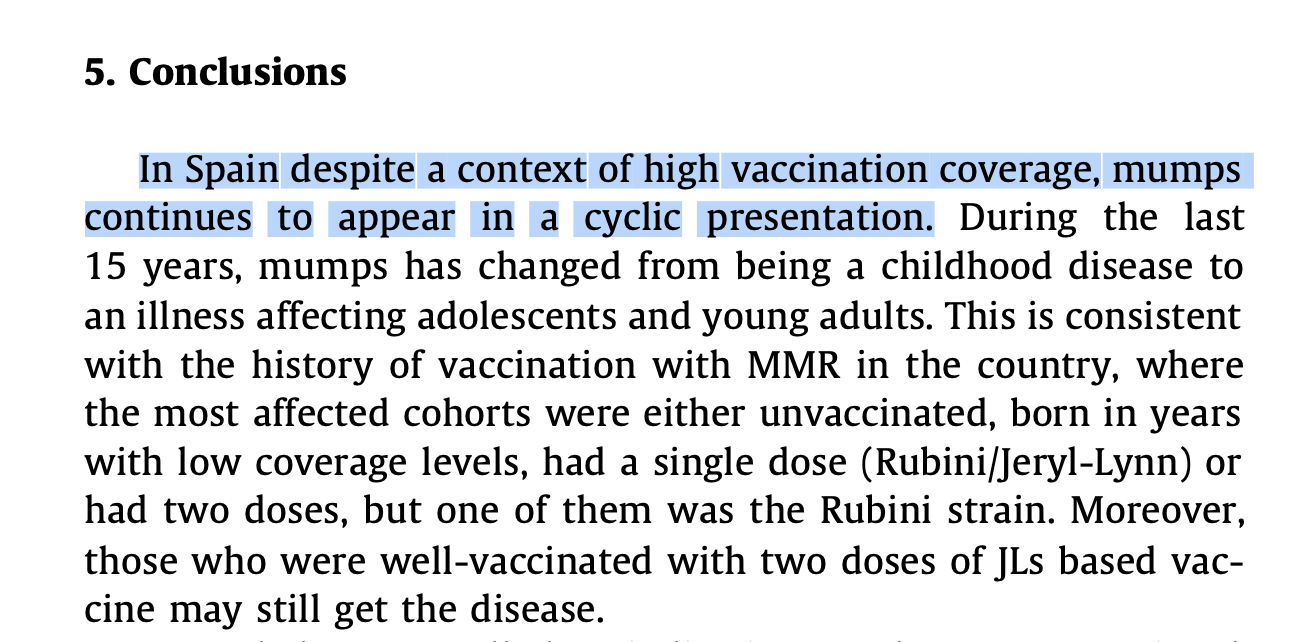 5. Conclusions
In Spain despite a context of high vaccination coverage, mumps
continues to appear in a cyclic presentation. During the last
15 years, mumps has changed from being a childhood disease to
an illness affecting adolescents and young adults. This is consistent
with the history of vaccination with MMR in the country, where
the most affected cohorts were either unvaccinated, born in years
with low coverage levels, had a single dose (Rubini/Jeryl-Lynn) or
had two doses, but one of them was the Rubini strain. Moreover,
those who were well-vaccinated with two doses of JLs based vac-
cine may still get the disease.